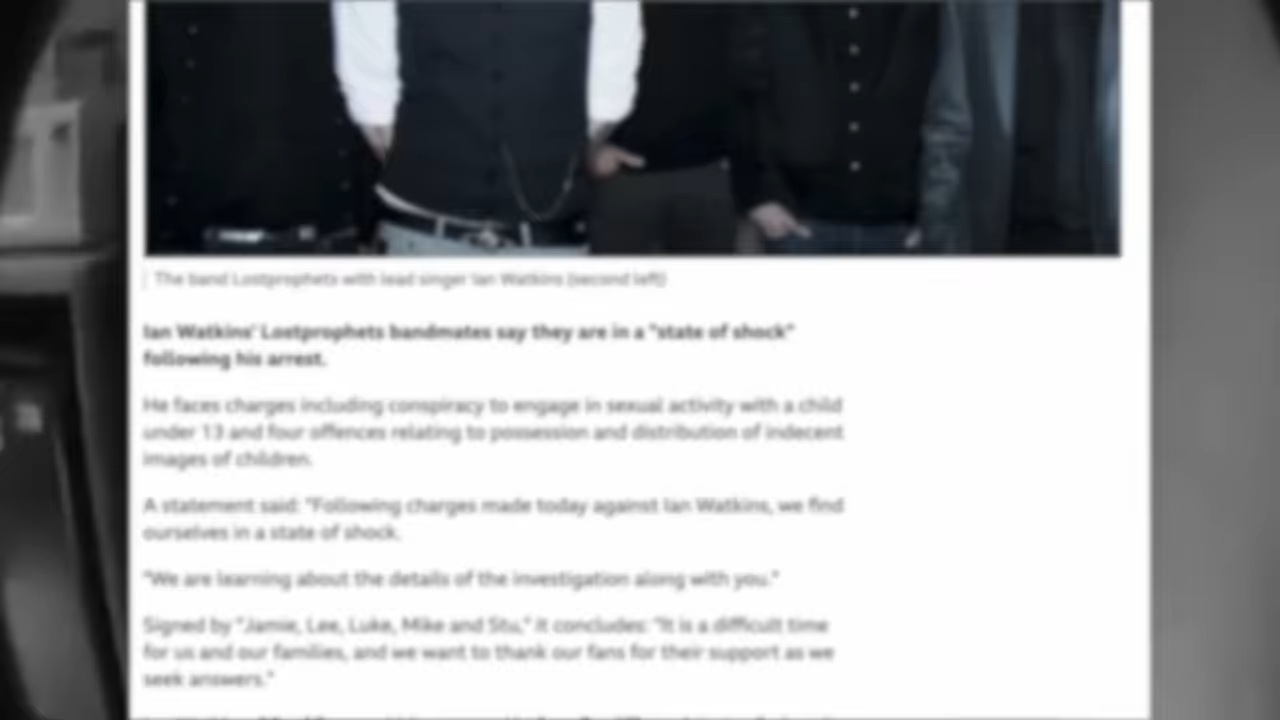 The band Lostprophets with lead singer Ian Watkins (second left)
Ian Watkins' Lostprophets bandmates say they are in a "state of shock"
following his arrest.
He faces charges including conspiracy to engage in sexual activity with a child
under 13 and four offences relating to possession and distribution of indecent
images of children.
A statement said: "Following charges made today against Ian Watkins, we find
ourselves in a state of shock.
"We are learning about the details of the investigation along with you."
Signed by "Jamie, Lee, Luke, Mike and Stu," it concludes: "It is a difficult time
for us and our families, and we want to thank our fans for their support as we
seek answers."